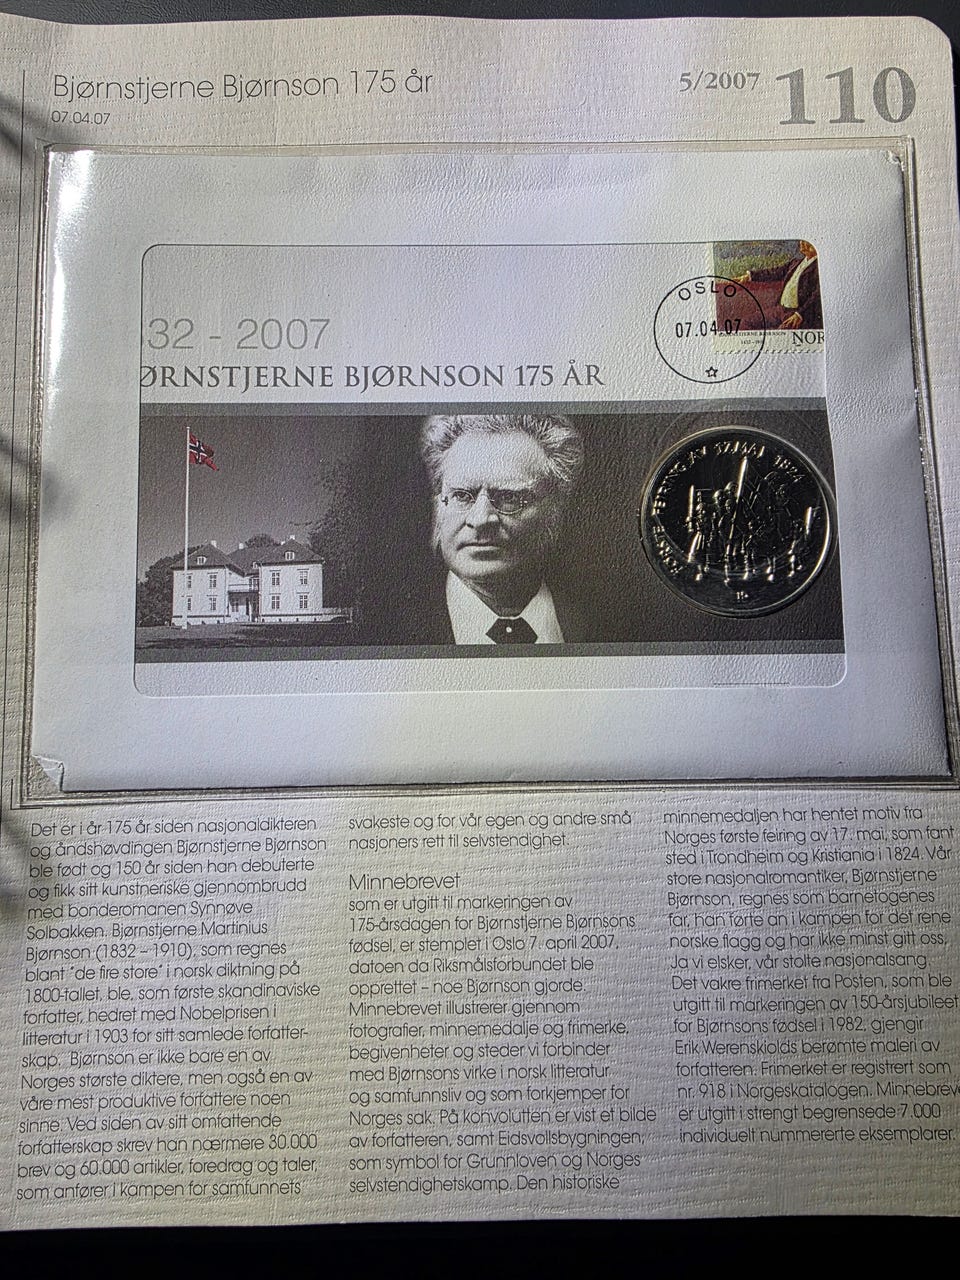 Bjørnstjerne Bjørnson 175 år
07.04.07
5/2007 110
32 - 2007
ØRNSTJERNE BJØRNSON 175 ÅR
OSLO
07.04.07
NOR
FØRSTE FEIRING AV 17. MAI 1824
Det er i år 175 år siden nasjonaldikteren
og åndshøvdingen Bjørnstjerne Bjørnson
ble født og 150 år siden han debuterte
og fikk sitt kunstneriske gjennombrudd
med bonderomanen Synnøve
Solbakken. Bjørnstjerne Martinius
Bjørnson (1832 – 1910), som regnes
blant "de fire store" i norsk diktning på
1800-tallet, ble, som første skandinaviske
forfatter, hedret med Nobelprisen i
litteratur i 1903 for sitt samlede forfatter-
skap. Bjørnson er ikke bare en av
Norges største diktere, men også en av
våre mest produktive forfattere noen
sinne. Ved siden av sitt omfattende
forfatterskap skrev han nærmere 30.000
brev og 60.000 artikler, foredrag og taler,
som anfører i kampen for samfunnets
svakeste og for vår egen og andre små
nasjoners rett til selvstendighet.
Minnebrevet
som er utgitt til markeringen av
175-årsdagen for Bjørnstjerne Bjørnsons
fødsel, er stemplet i Oslo 7. april 2007,
datoen da Riksmålsforbundet ble
opprettet – noe Bjørnson gjorde.
Minnebrevet illustrerer gjennom
fotografier, minnemedalje og frimerke,
begivenheter og steder vi forbinder
med Bjørnsons virke i norsk litteratur
og samfunnsliv og som forkjemper for
Norges sak. På konvolutten er vist et bilde
av forfatteren, samt Eidsvollsbygningen,
som symbol for Grunnloven og Norges
selvstendighetskamp. Den historiske
minnemedaljen har hentet motiv fra
Norges første feiring av 17. mai, som fant
sted i Trondheim og Kristiania i 1824. Vår
store nasjonalromantiker, Bjørnstjerne
Bjørnson, regnes som barnetogenes
far, han førte an i kampen for det rene
norske flagg og har ikke minst gitt oss,
Ja vi elsker, vår stolte nasjonalsang.
Det vakre frimerket fra Posten, som ble
utgitt til markeringen av 150-årsjubileet
for Bjørnsons fødsel i 1982, gjengir
Erik Werenskiolds berømte maleri av
forfatteren. Frimerket er registrert som
nr. 918 i Norgeskatalogen. Minnebreve
er utgitt i strengt begrensede 7.000
individuelt nummererte eksemplarer.